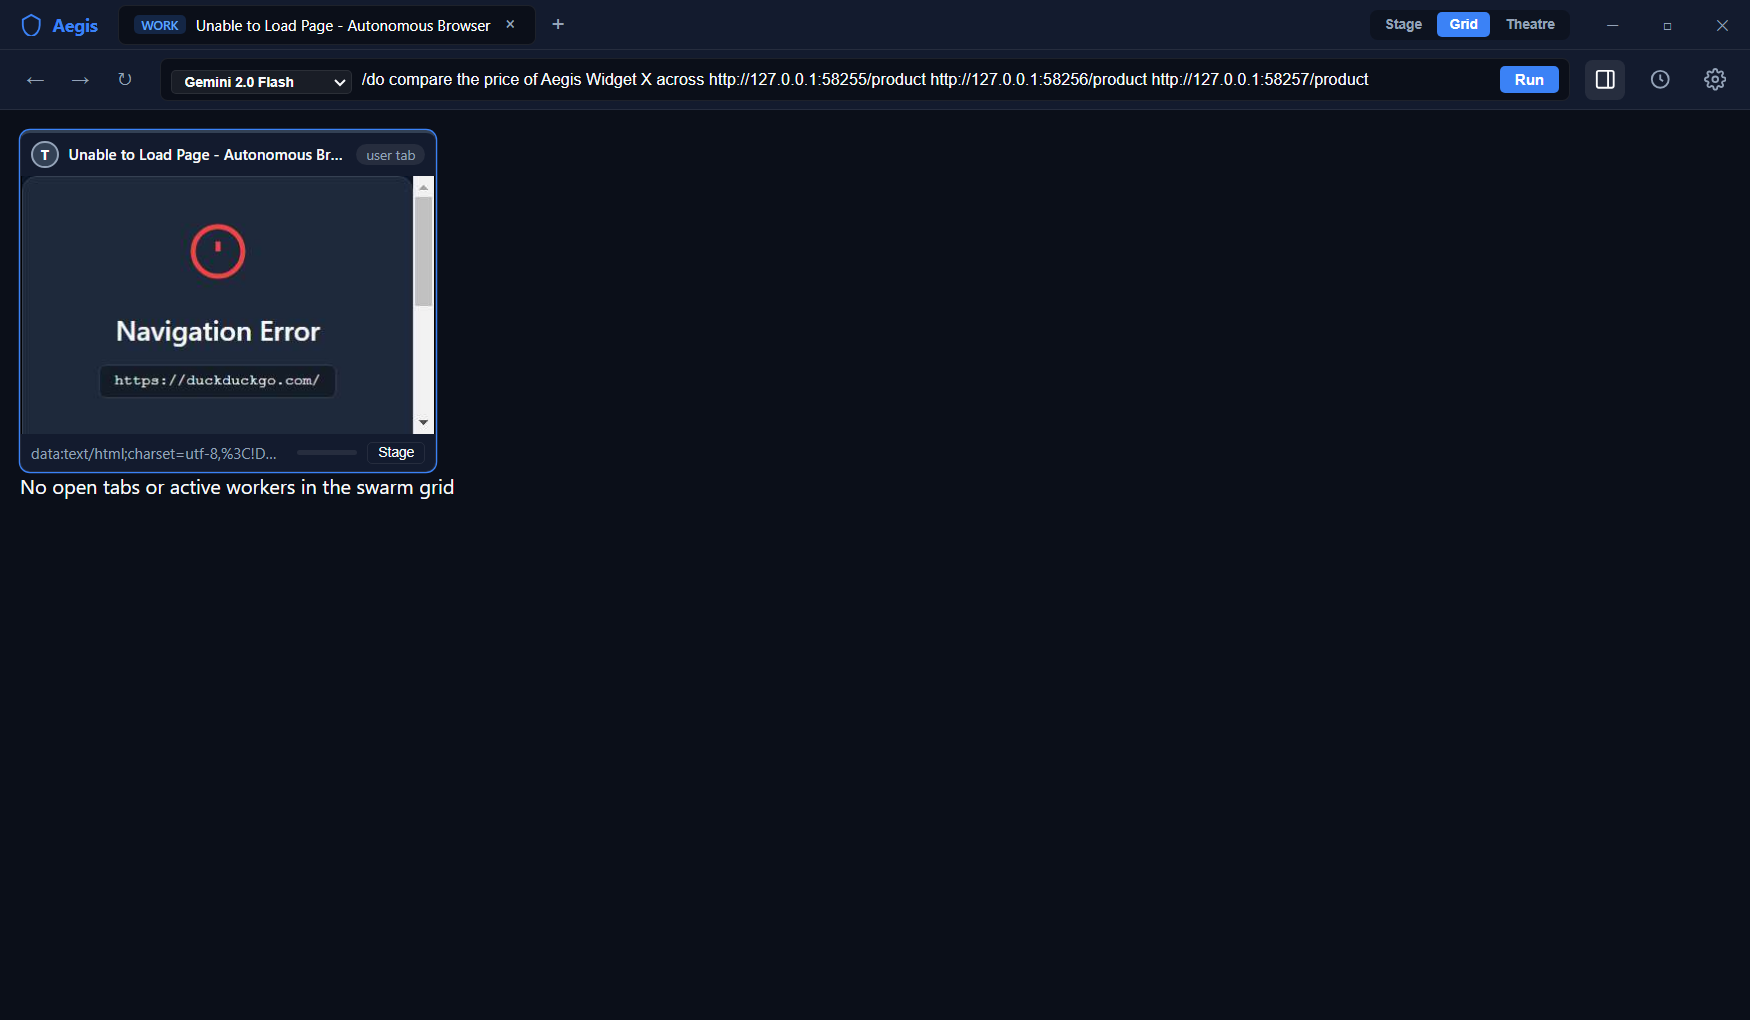 Aegis
WORK Unable to Load Page - Autonomous Browser × +
Stage Grid Theatre
Gemini 2.0 Flash
/do compare the price of Aegis Widget X across http://127.0.0.1:58255/product http://127.0.0.1:58256/product http://127.0.0.1:58257/product
Run
T Unable to Load Page - Autonomous Br... user tab
Navigation Error
https://duckduckgo.com/
data:text/html;charset=utf-8,%3C!D... Stage
No open tabs or active workers in the swarm grid